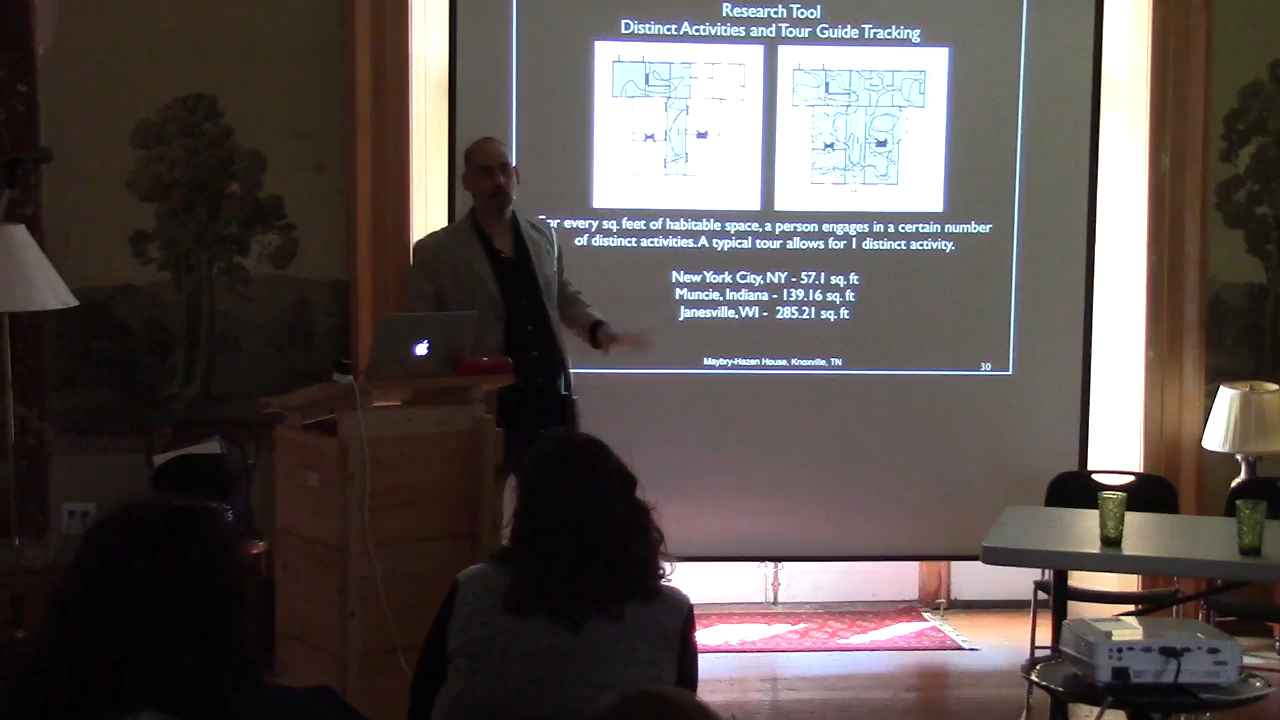 Research Tool
Distinct Activities and Tour Guide Tracking
For every sq. feet of habitable space, a person engages in a certain number
of distinct activities. A typical tour allows for 1 distinct activity.
New York City, NY - 57.1 sq. ft
Muncie, Indiana - 139.16 sq. ft
Janesville, WI - 285.21 sq. ft
Maybry-Hazen House, Knoxville, TN
30